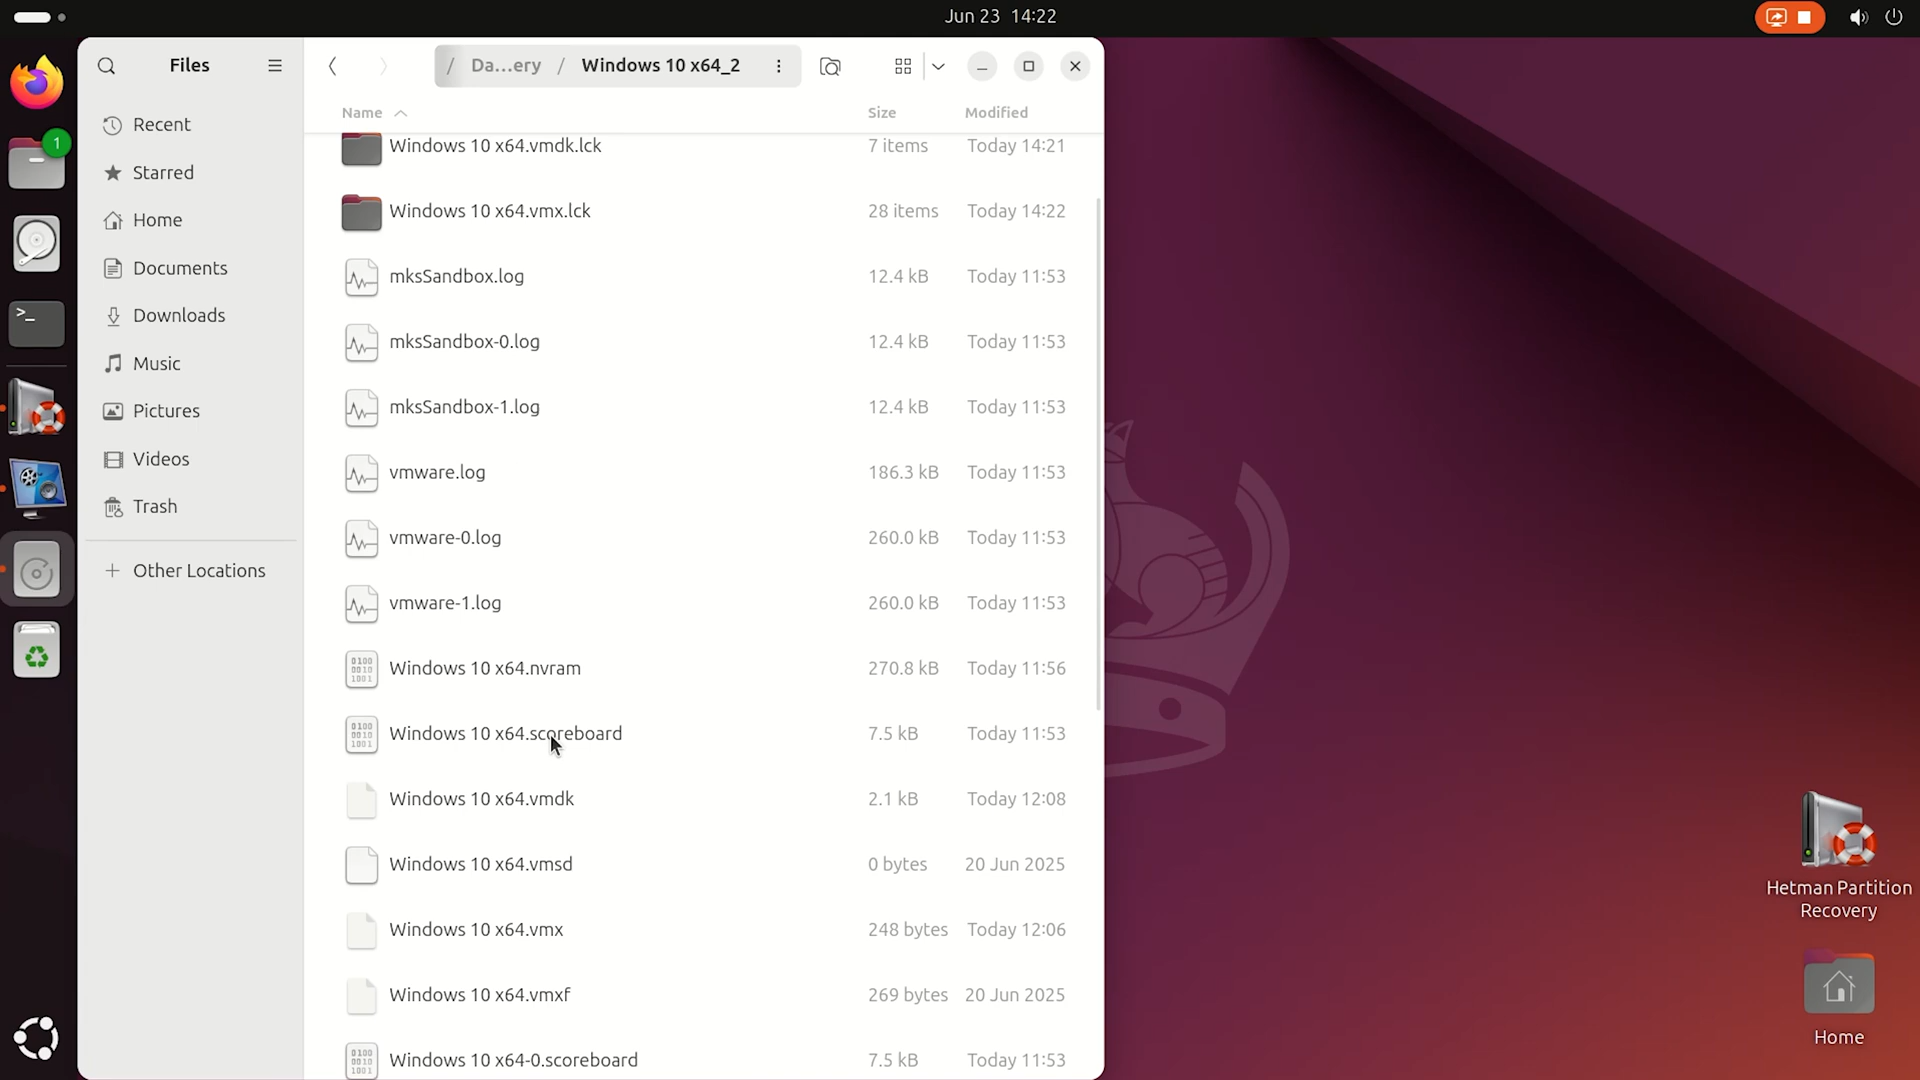 Jun 23 14:22
Files
/ Da...ery / Windows 10 x64_2
1
Recent
Starred
Home
Documents
Downloads
Music
Pictures
Videos
Trash
Other Locations
Name Size Modified
Windows 10 x64.vmdk.lck 7 items Today 14:21
Windows 10 x64.vmx.lck 28 items Today 14:22
mksSandbox.log 12.4 kB Today 11:53
mksSandbox-0.log 12.4 kB Today 11:53
mksSandbox-1.log 12.4 kB Today 11:53
vmware.log 186.3 kB Today 11:53
vmware-0.log 260.0 kB Today 11:53
vmware-1.log 260.0 kB Today 11:53
Windows 10 x64.nvram 270.8 kB Today 11:56
Windows 10 x64.scoreboard 7.5 kB Today 11:53
Windows 10 x64.vmdk 2.1 kB Today 12:08
Windows 10 x64.vmsd 0 bytes 20 Jun 2025
Windows 10 x64.vmx 248 bytes Today 12:06
Windows 10 x64.vmxf 269 bytes 20 Jun 2025
Windows 10 x64-0.scoreboard 7.5 kB Today 11:53
Hetman Partition
Recovery
Home